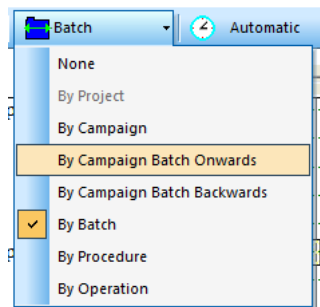 Batch
Automatic
None
By Project
By Campaign
By Campaign Batch Onwards
By Campaign Batch Backwards
By Batch
By Procedure
By Operation